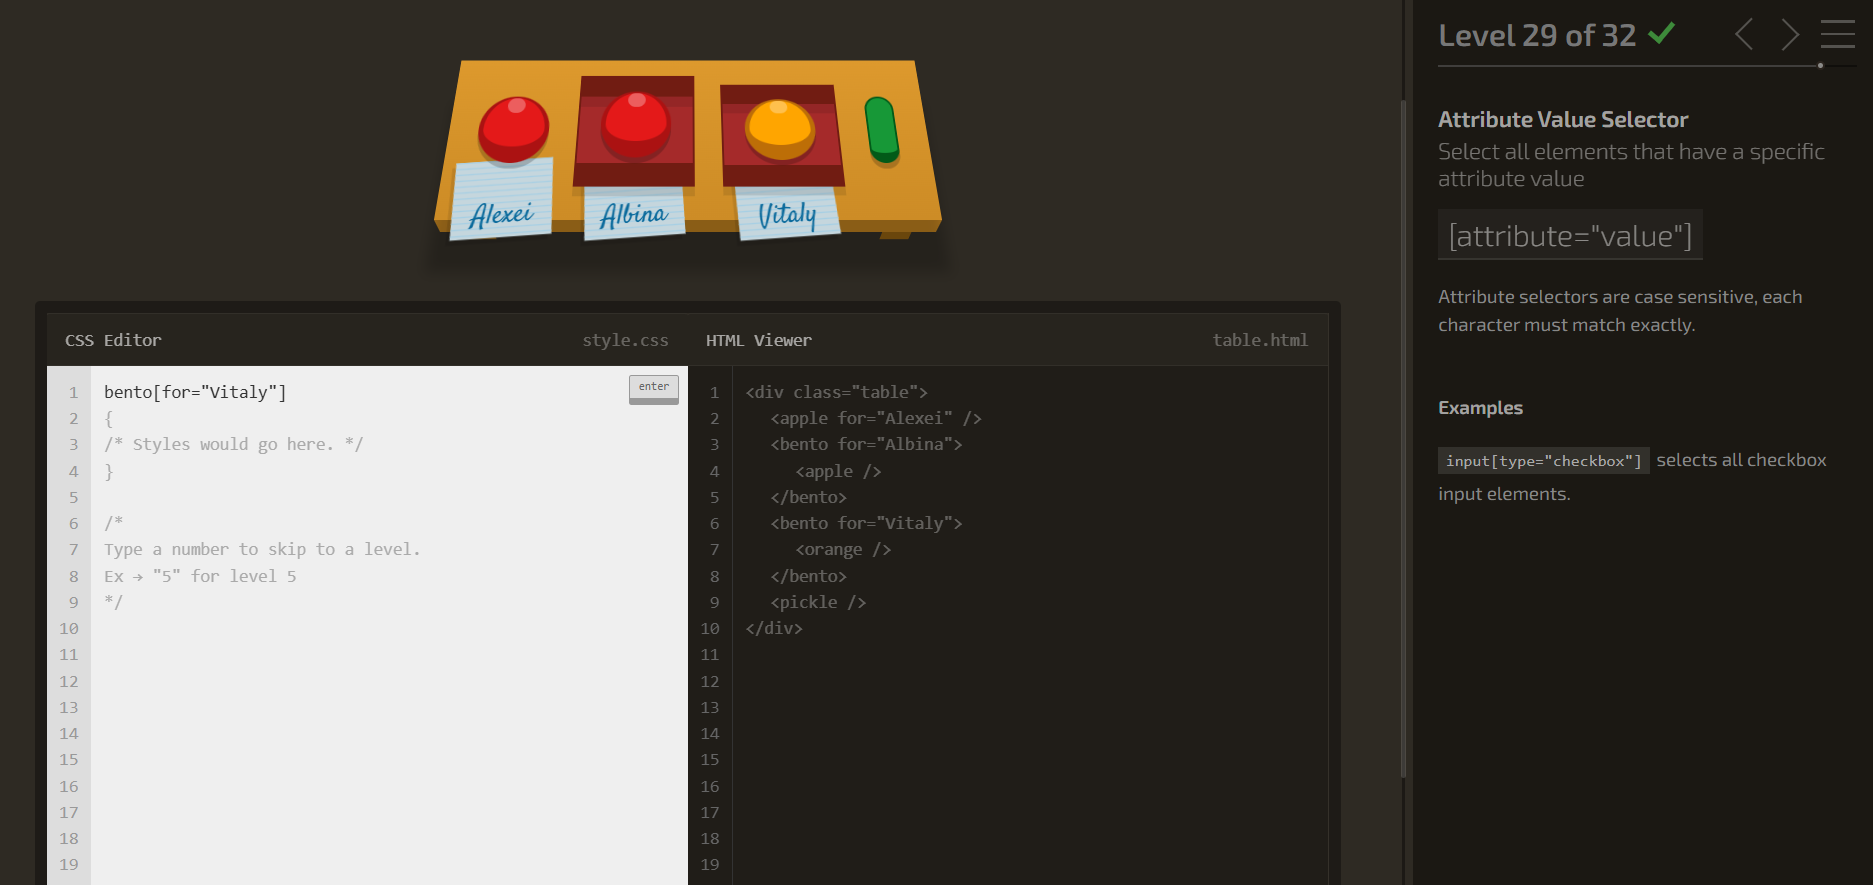 Alexei
Albina
Vitaly
CSS Editor style.css
enter
1 bento[for="Vitaly"]
2 {
3 /* Styles would go here. */
4 }
5
6 /*
7 Type a number to skip to a level.
8 Ex → "5" for level 5
9 */
10
11
12
13
14
15
16
17
18
19
HTML Viewer table.html
1 <div class="table">
2 <apple for="Alexei" />
3 <bento for="Albina">
4 <apple />
5 </bento>
6 <bento for="Vitaly">
7 <orange />
8 </bento>
9 <pickle />
10 </div>
11
12
13
14
15
16
17
18
19
Level 29 of 32
Attribute Value Selector
Select all elements that have a specific
attribute value
[attribute="value"]
Attribute selectors are case sensitive, each
character must match exactly.
Examples
input[type="checkbox"] selects all checkbox
input elements.